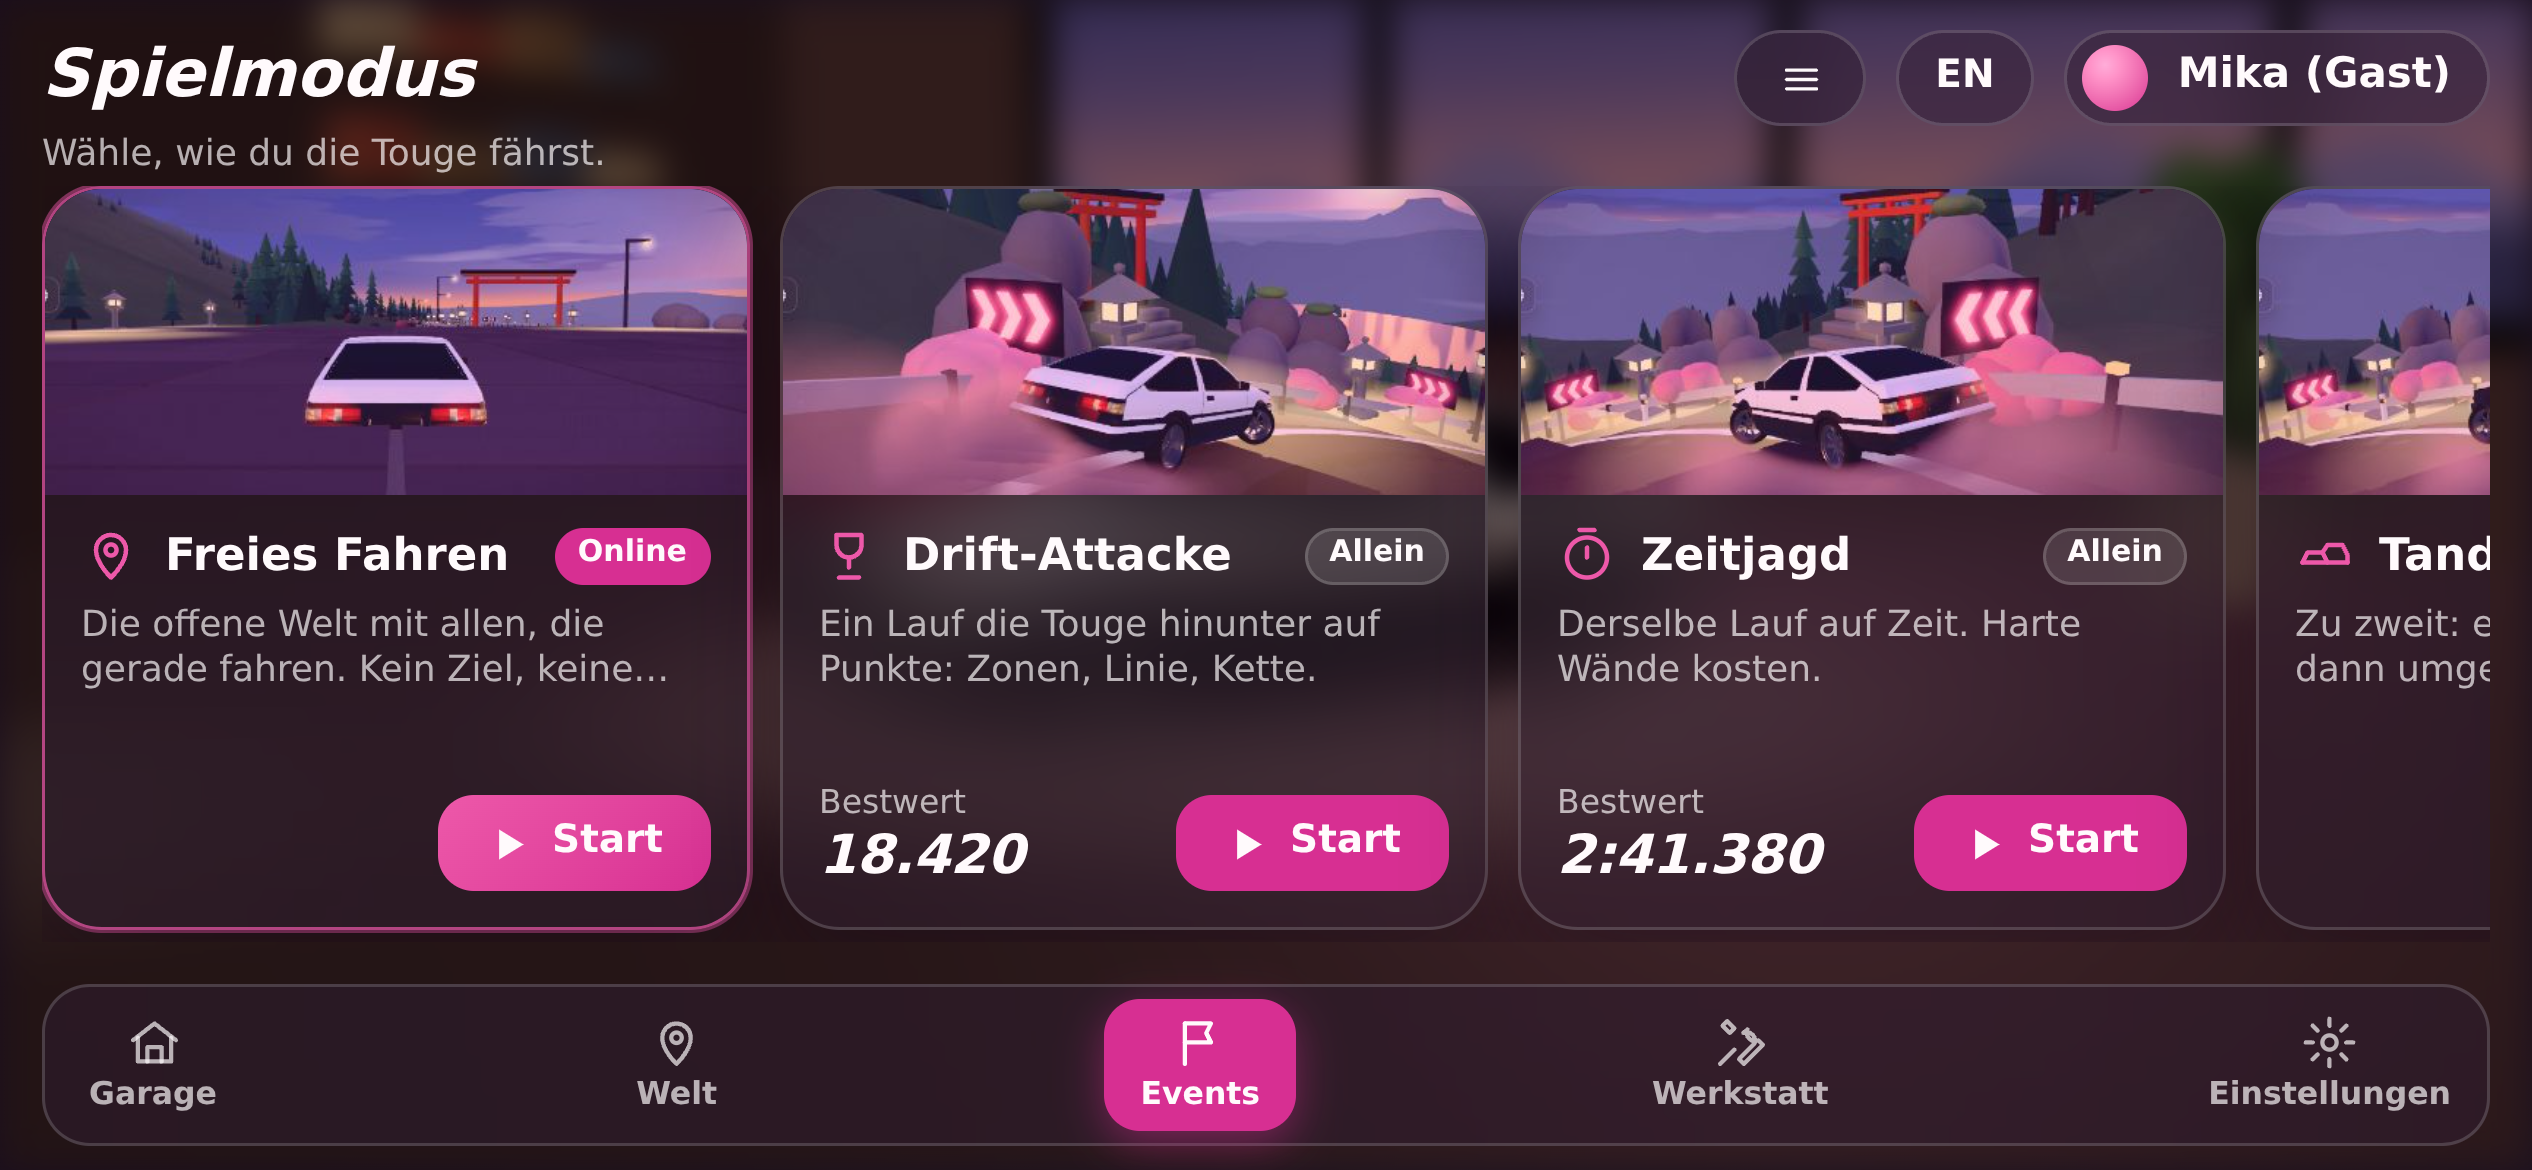 Spielmodus
Wähle, wie du die Touge fährst.
EN
Mika (Gast)
Freies Fahren
Online
Die offene Welt mit allen, die
gerade fahren. Kein Ziel, keine...
Start
Drift-Attacke
Allein
Ein Lauf die Touge hinunter auf
Punkte: Zonen, Linie, Kette.
Bestwert
18.420
Start
Zeitjagd
Allein
Derselbe Lauf auf Zeit. Harte
Wände kosten.
Bestwert
2:41.380
Start
Tand
Zu zweit: e
dann umge
Garage
Welt
Events
Werkstatt
Einstellungen